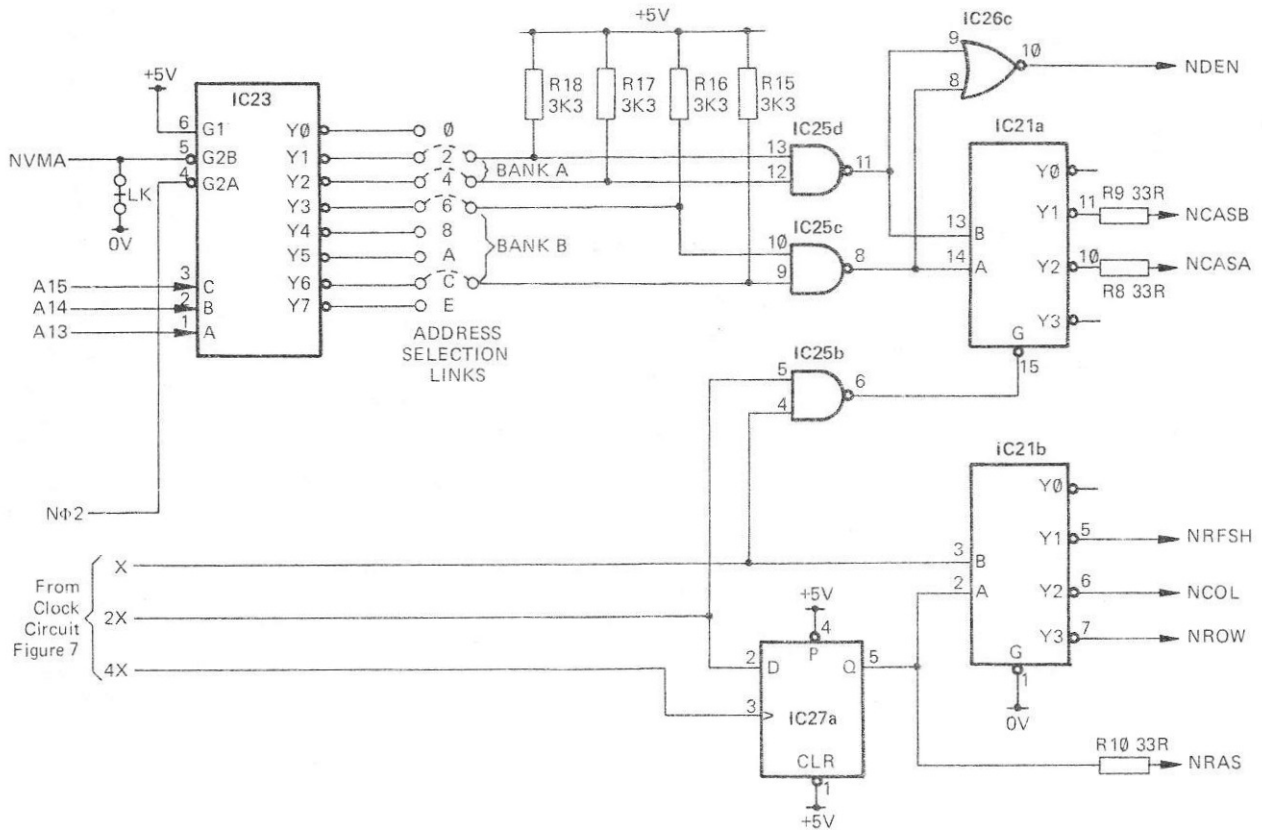 +5V
IC26c
9
8
10
NDEN
+5V
IC23
6 G1
NVMA
5 G2B
4 G2A
LK
0V
A15
3 C
A14
2 B
A13
1 A
Y0
Y1
Y2
Y3
Y4
Y5
Y6
Y7
Ø
2
4
6
8
A
C
E
ADDRESS
SELECTION
LINKS
BANK A
BANK B
R18
3K3
R17
3K3
R16
3K3
R15
3K3
IC25d
13
12
11
IC25c
10
9
8
IC21a
13 B
14 A
YØ
Y1 11
R9 33R
NCASB
Y2 10
R8 33R
NCASA
Y3
G
15
IC25b
5
4
6
NΦ2
From
Clock
Circuit
Figure 7
X
2X
4X
+5V
4
P
2 D
Q 5
3
IC27a
CLR
1
+5V
iC21b
3 B
2 A
YØ
Y1 5
NRFSH
Y2 6
NCOL
Y3 7
NROW
G
1
0V
R1Ø 33R
NRAS